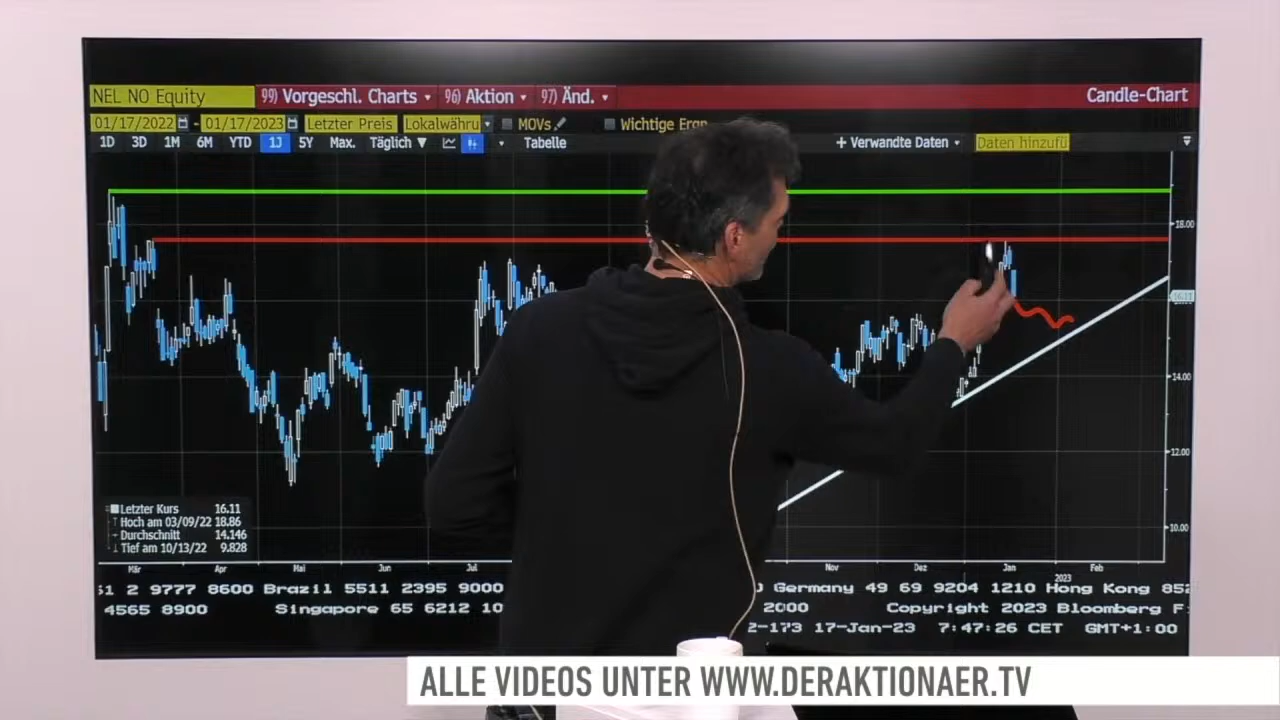 NEL NO Equity 99) Vorgeschl. Charts 96) Aktion 97) Änd. Candle-Chart
01/17/2022 - 01/17/2023 Letzter Preis Lokalwähru MOVs Wichtige
1D 3D 1M 6M YTD 1J 5Y Max. Täglich Tabelle + Verwandte Daten Daten hinzufü
18.00
16.11
14.00
12.00
10.00
Letzter Kurs 16.11
Hoch am 03/09/22 18.86
Durchschnitt 14.146
Tief am 10/13/22 9.828
Mär Apr Mai Jun Jul Nov Dez Jan Feb
2023
51 2 9777 8600 Brazil 5511 2395 9000 Germany 49 69 9204 1210 Hong Kong 852
4565 8900 Singapore 65 6212 10 2000 Copyright 2023 Bloomberg F
2-173 17-Jan-23 7:47:26 CET GMT+1:00
ALLE VIDEOS UNTER WWW.DERAKTIONAER.TV